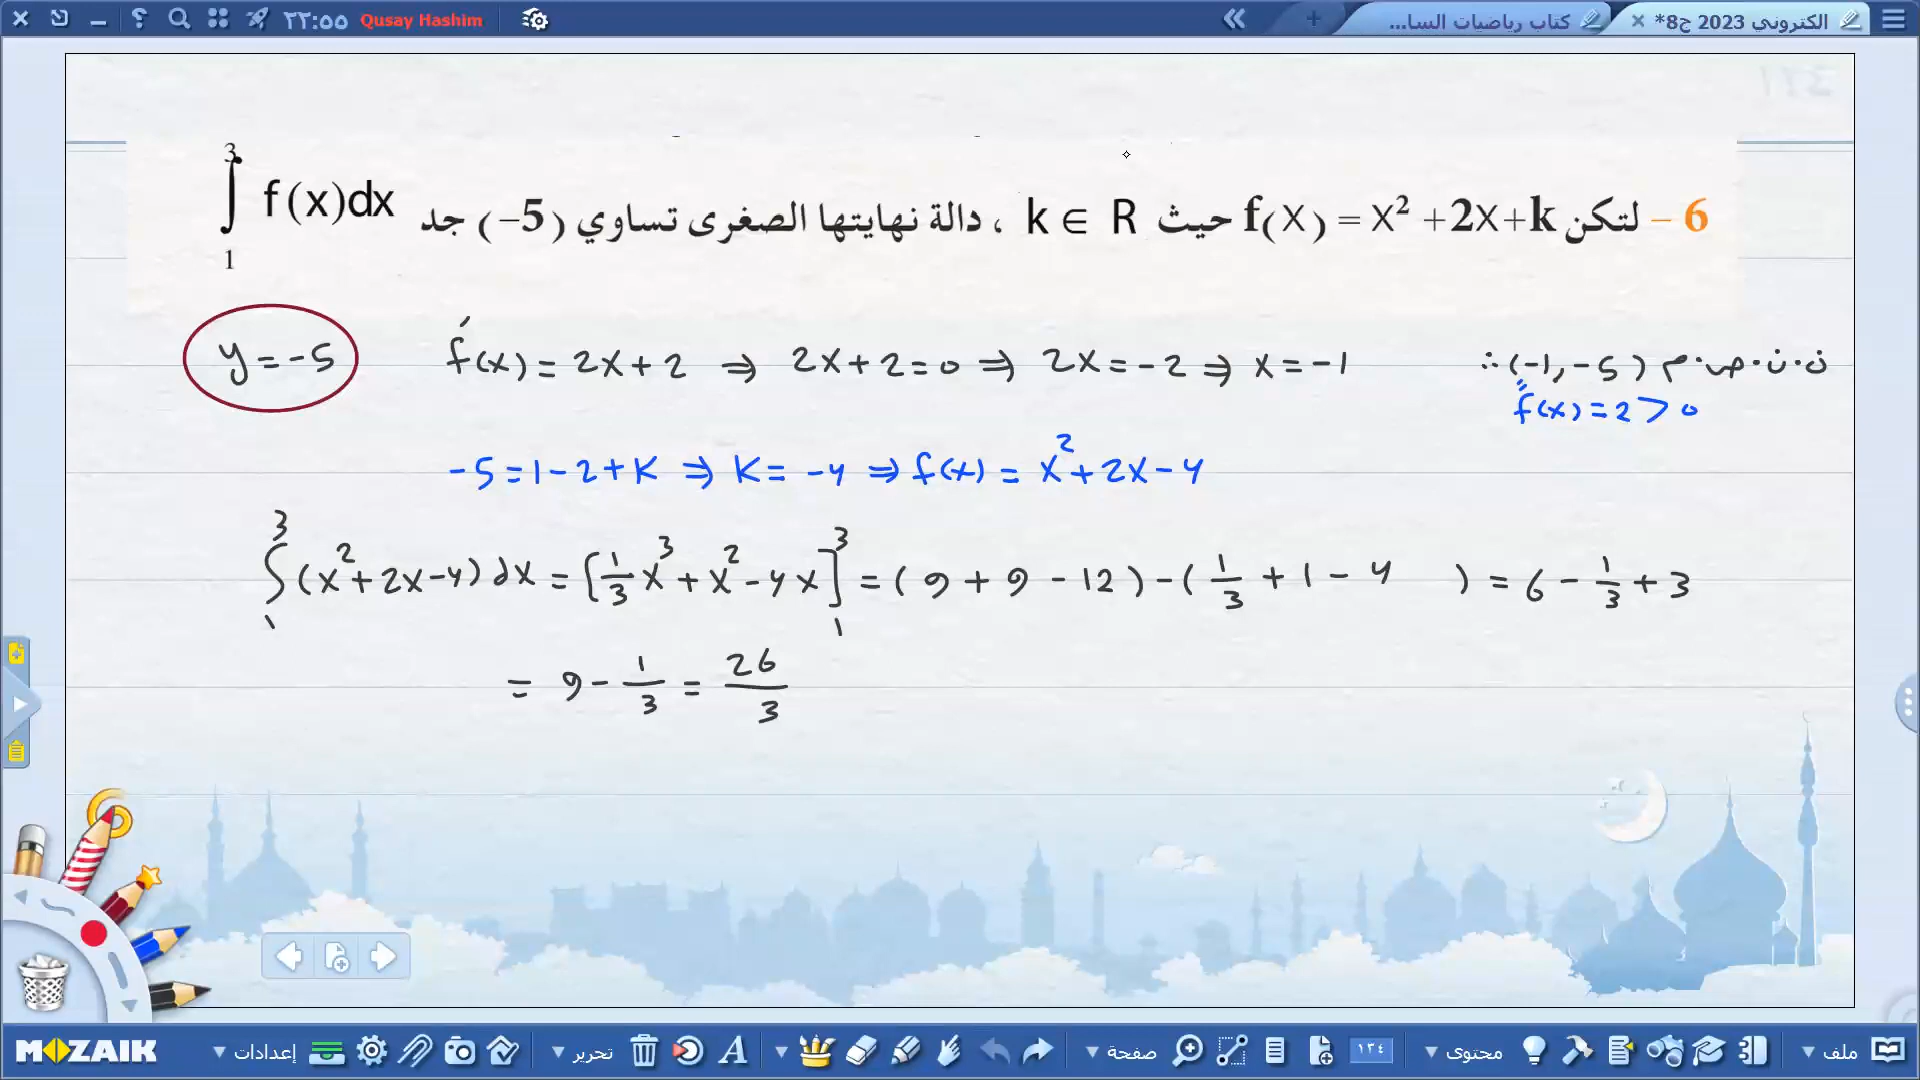 ٢٣:٥٥ Qusay Hashim
كتاب رياضيات السا...
الكتروني 2023 ج8*
6 - لتكن f(X) = X² +2X+k حيث k ∈ R ، دالة نهايتها الصغرى تساوي (-5) جد ∫₁³ f(x)dx
y = -5
f́(x) = 2x+2 ⇒ 2x+2=0 ⇒ 2x=-2 ⇒ x=-1
∴ (-1,-5) ن.ن.ص.م
f̋(x) = 2 > 0
-5=1-2+K ⇒ K=-4 ⇒ f(x) = x²+2x-4
∫₁³ (x²+2x-4)dx = [1/3 x³ + x² - 4x]₁³ = (9+9-12)-(1/3+1-4) = 6 - 1/3 + 3
= 9 - 1/3 = 26/3
MOZAIK
إعدادات
تحرير
صفحة
١٣٤
محتوى
ملف